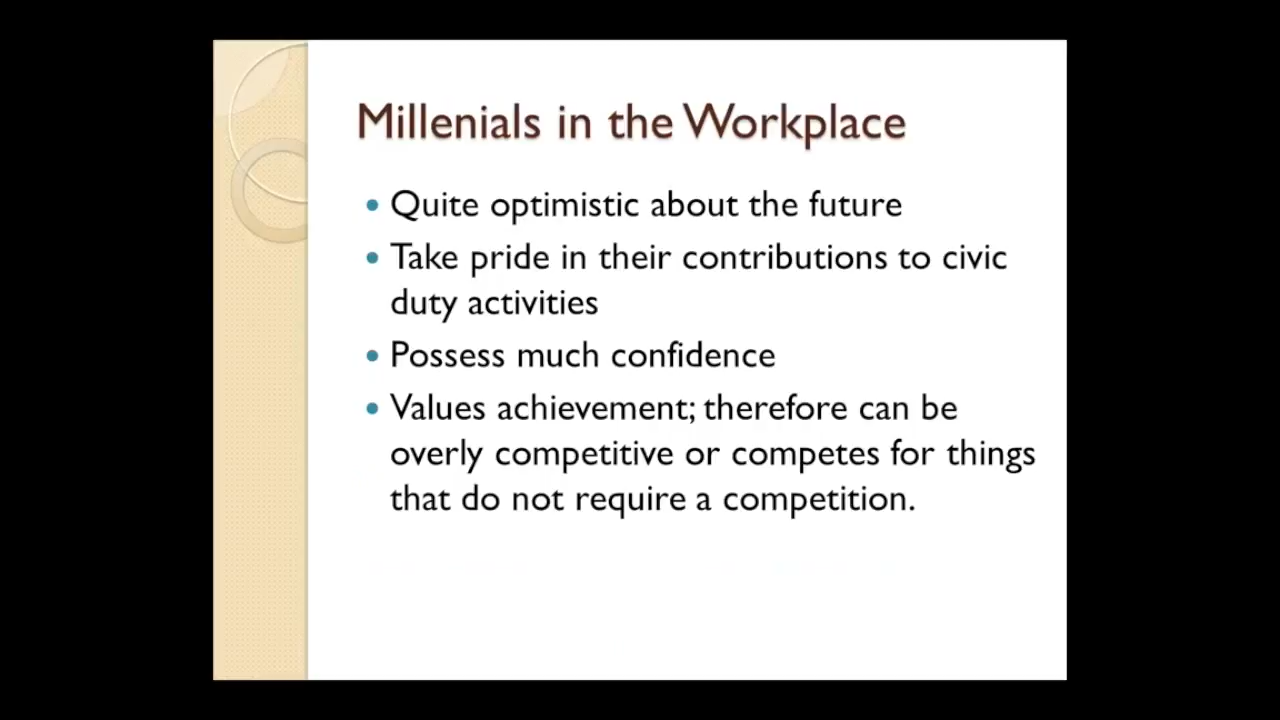 Millenials in the Workplace
• Quite optimistic about the future
• Take pride in their contributions to civic
duty activities
• Possess much confidence
• Values achievement; therefore can be
overly competitive or competes for things
that do not require a competition.